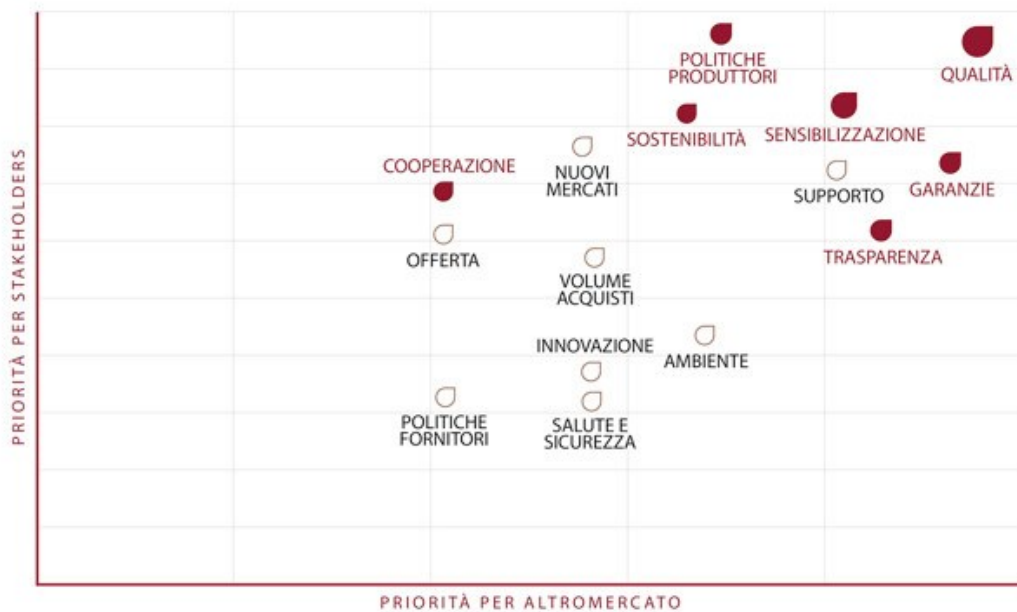 POLITICHE
PRODUTTORI
QUALITÀ
SOSTENIBILITÀ
SENSIBILIZZAZIONE
COOPERAZIONE
NUOVI
MERCATI
SUPPORTO
GARANZIE
OFFERTA
TRASPARENZA
VOLUME
ACQUISTI
INNOVAZIONE
AMBIENTE
POLITICHE
FORNITORI
SALUTE E
SICUREZZA
PRIORITÀ PER STAKEHOLDERS
PRIORITÀ PER ALTROMERCATO